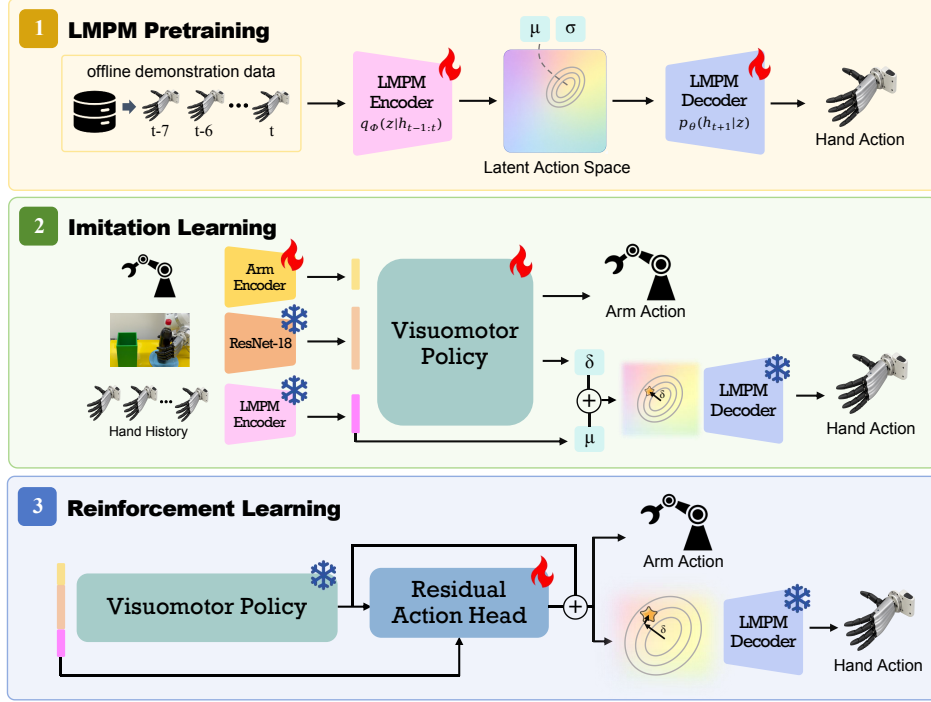 1 LMPM Pretraining
offline demonstration data
t-7 t-6 t
LMPM
Encoder
q_Φ(z|h_{t-1:t})
μ σ
Latent Action Space
LMPM
Decoder
p_θ(h_{t+1}|z)
Hand Action
2 Imitation Learning
Arm
Encoder
ResNet-18
Hand History
LMPM
Encoder
Visuomotor
Policy
Arm Action
δ
+
μ
δ
LMPM
Decoder
Hand Action
3 Reinforcement Learning
Visuomotor Policy
Residual
Action Head
+
Arm Action
δ
LMPM
Decoder
Hand Action